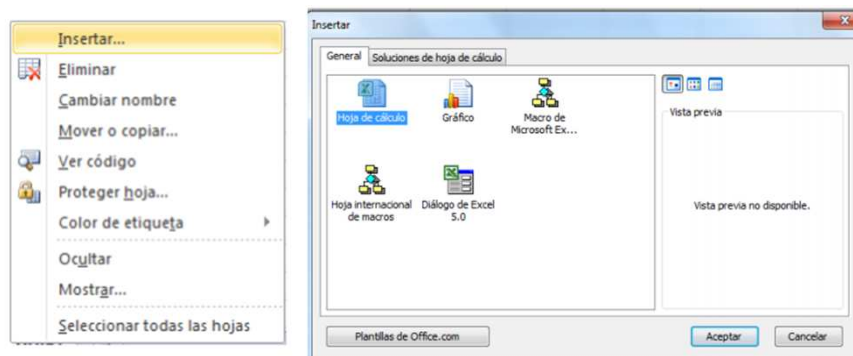 Insertar...
Eliminar
Cambiar nombre
Mover o copiar...
Ver código
Proteger hoja...
Color de etiqueta
Ocultar
Mostrar...
Seleccionar todas las hojas
Insertar
General Soluciones de hoja de cálculo
Hoja de cálculo
Gráfico
Macro de
Microsoft Ex...
Hoja internacional
de macros
Diálogo de Excel
5.0
Vista previa
Vista previa no disponible.
Plantillas de Office.com
Aceptar
Cancelar